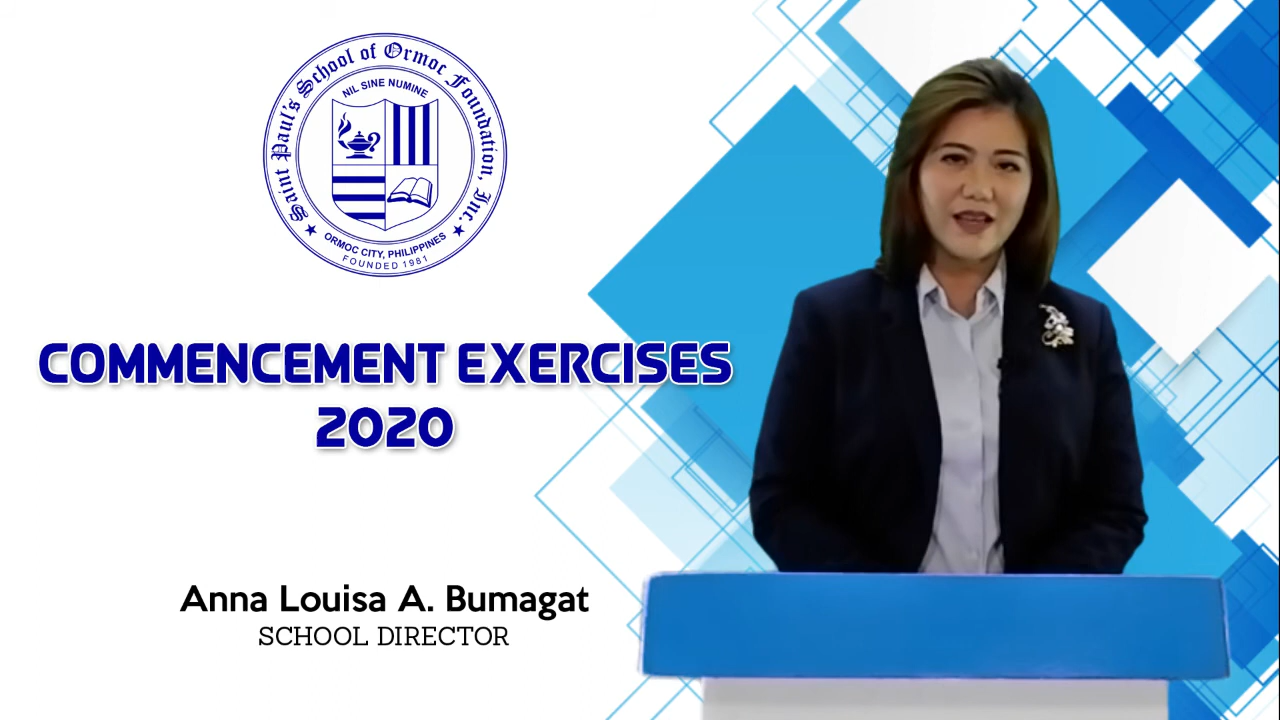 Saint Paul's School of Ormoc Foundation, Inc.
NIL SINE NUMINE
ORMOC CITY, PHILIPPINES
FOUNDED 1981
COMMENCEMENT EXERCISES
2020
Anna Louisa A. Bumagat
SCHOOL DIRECTOR